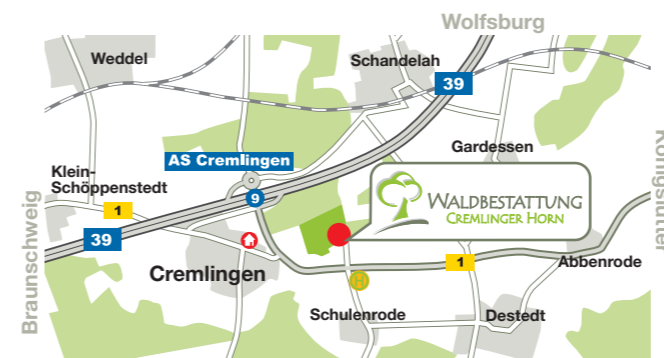 Wolfsburg
Weddel
Schandelah
39
AS Cremlingen
Gardessen
Klein-
Schöppenstedt
9
1
39
Waldbestattung
Cremlinger Horn
Braunschweig
Königslutter
Cremlingen
H
1
Abbenrode
Schulenrode
Destedt